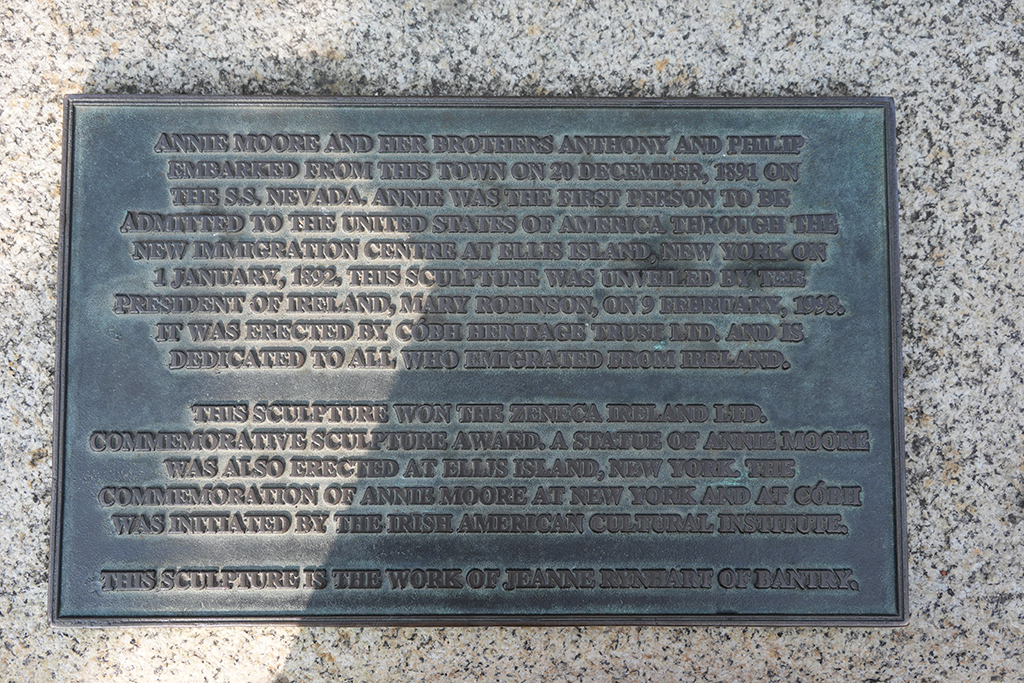 ANNIE MOORE AND HER BROTHERS ANTHONY AND PHILIP
EMBARKED FROM THIS TOWN ON 20 DECEMBER, 1891 ON
THE S.S. NEVADA. ANNIE WAS THE FIRST PERSON TO BE
ADMITTED TO THE UNITED STATES OF AMERICA THROUGH THE
NEW IMMIGRATION CENTRE AT ELLIS ISLAND, NEW YORK ON
1 JANUARY, 1892. THIS SCULPTURE WAS UNVEILED BY THE
PRESIDENT OF IRELAND, MARY ROBINSON, ON 9 FEBRUARY, 1993.
IT WAS ERECTED BY CÓBH HERITAGE TRUST LTD. AND IS
DEDICATED TO ALL WHO EMIGRATED FROM IRELAND.
THIS SCULPTURE WON THE ZENECA IRELAND LTD.
COMMEMORATIVE SCULPTURE AWARD. A STATUE OF ANNIE MOORE
WAS ALSO ERECTED AT ELLIS ISLAND, NEW YORK. THE
COMMEMORATION OF ANNIE MOORE AT NEW YORK AND AT CÓBH
WAS INITIATED BY THE IRISH AMERICAN CULTURAL INSTITUTE.
THIS SCULPTURE IS THE WORK OF JEANNE RYNHART OF BANTRY.